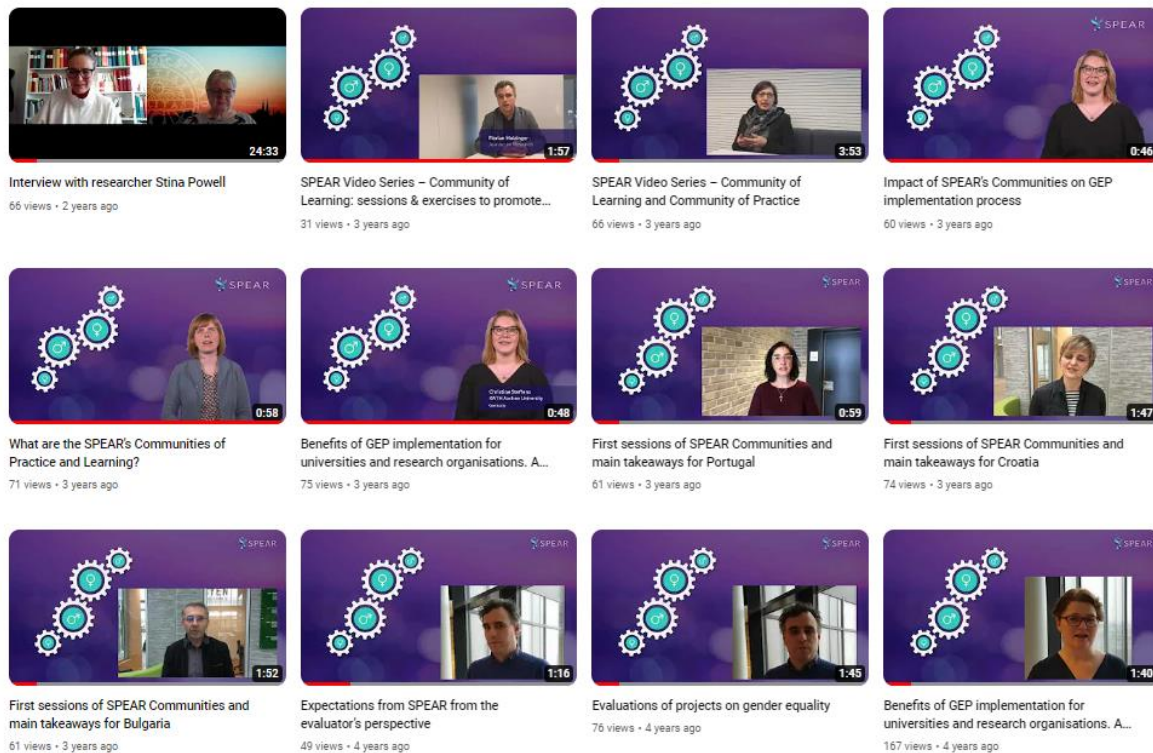 24:33
Interview with researcher Stina Powell
66 views • 2 years ago
1:57
SPEAR Video Series – Community of
Learning: sessions & exercises to promote...
31 views • 3 years ago
3:53
SPEAR Video Series – Community of
Learning and Community of Practice
66 views • 3 years ago
SPEAR
0:46
Impact of SPEAR's Communities on GEP
implementation process
60 views • 3 years ago
SPEAR
0:58
What are the SPEAR's Communities of
Practice and Learning?
71 views • 3 years ago
SPEAR
0:48
Benefits of GEP implementation for
universities and research organisations. A...
75 views • 3 years ago
SPEAR
0:59
First sessions of SPEAR Communities and
main takeaways for Portugal
61 views • 3 years ago
SPEAR
1:47
First sessions of SPEAR Communities and
main takeaways for Croatia
74 views • 3 years ago
SPEAR
1:52
First sessions of SPEAR Communities and
main takeaways for Bulgaria
61 views • 3 years ago
SPEAR
1:16
Expectations from SPEAR from the
evaluator's perspective
49 views • 4 years ago
SPEAR
1:45
Evaluations of projects on gender equality
76 views • 4 years ago
SPEAR
1:40
Benefits of GEP implementation for
universities and research organisations. A...
167 views • 4 years ago